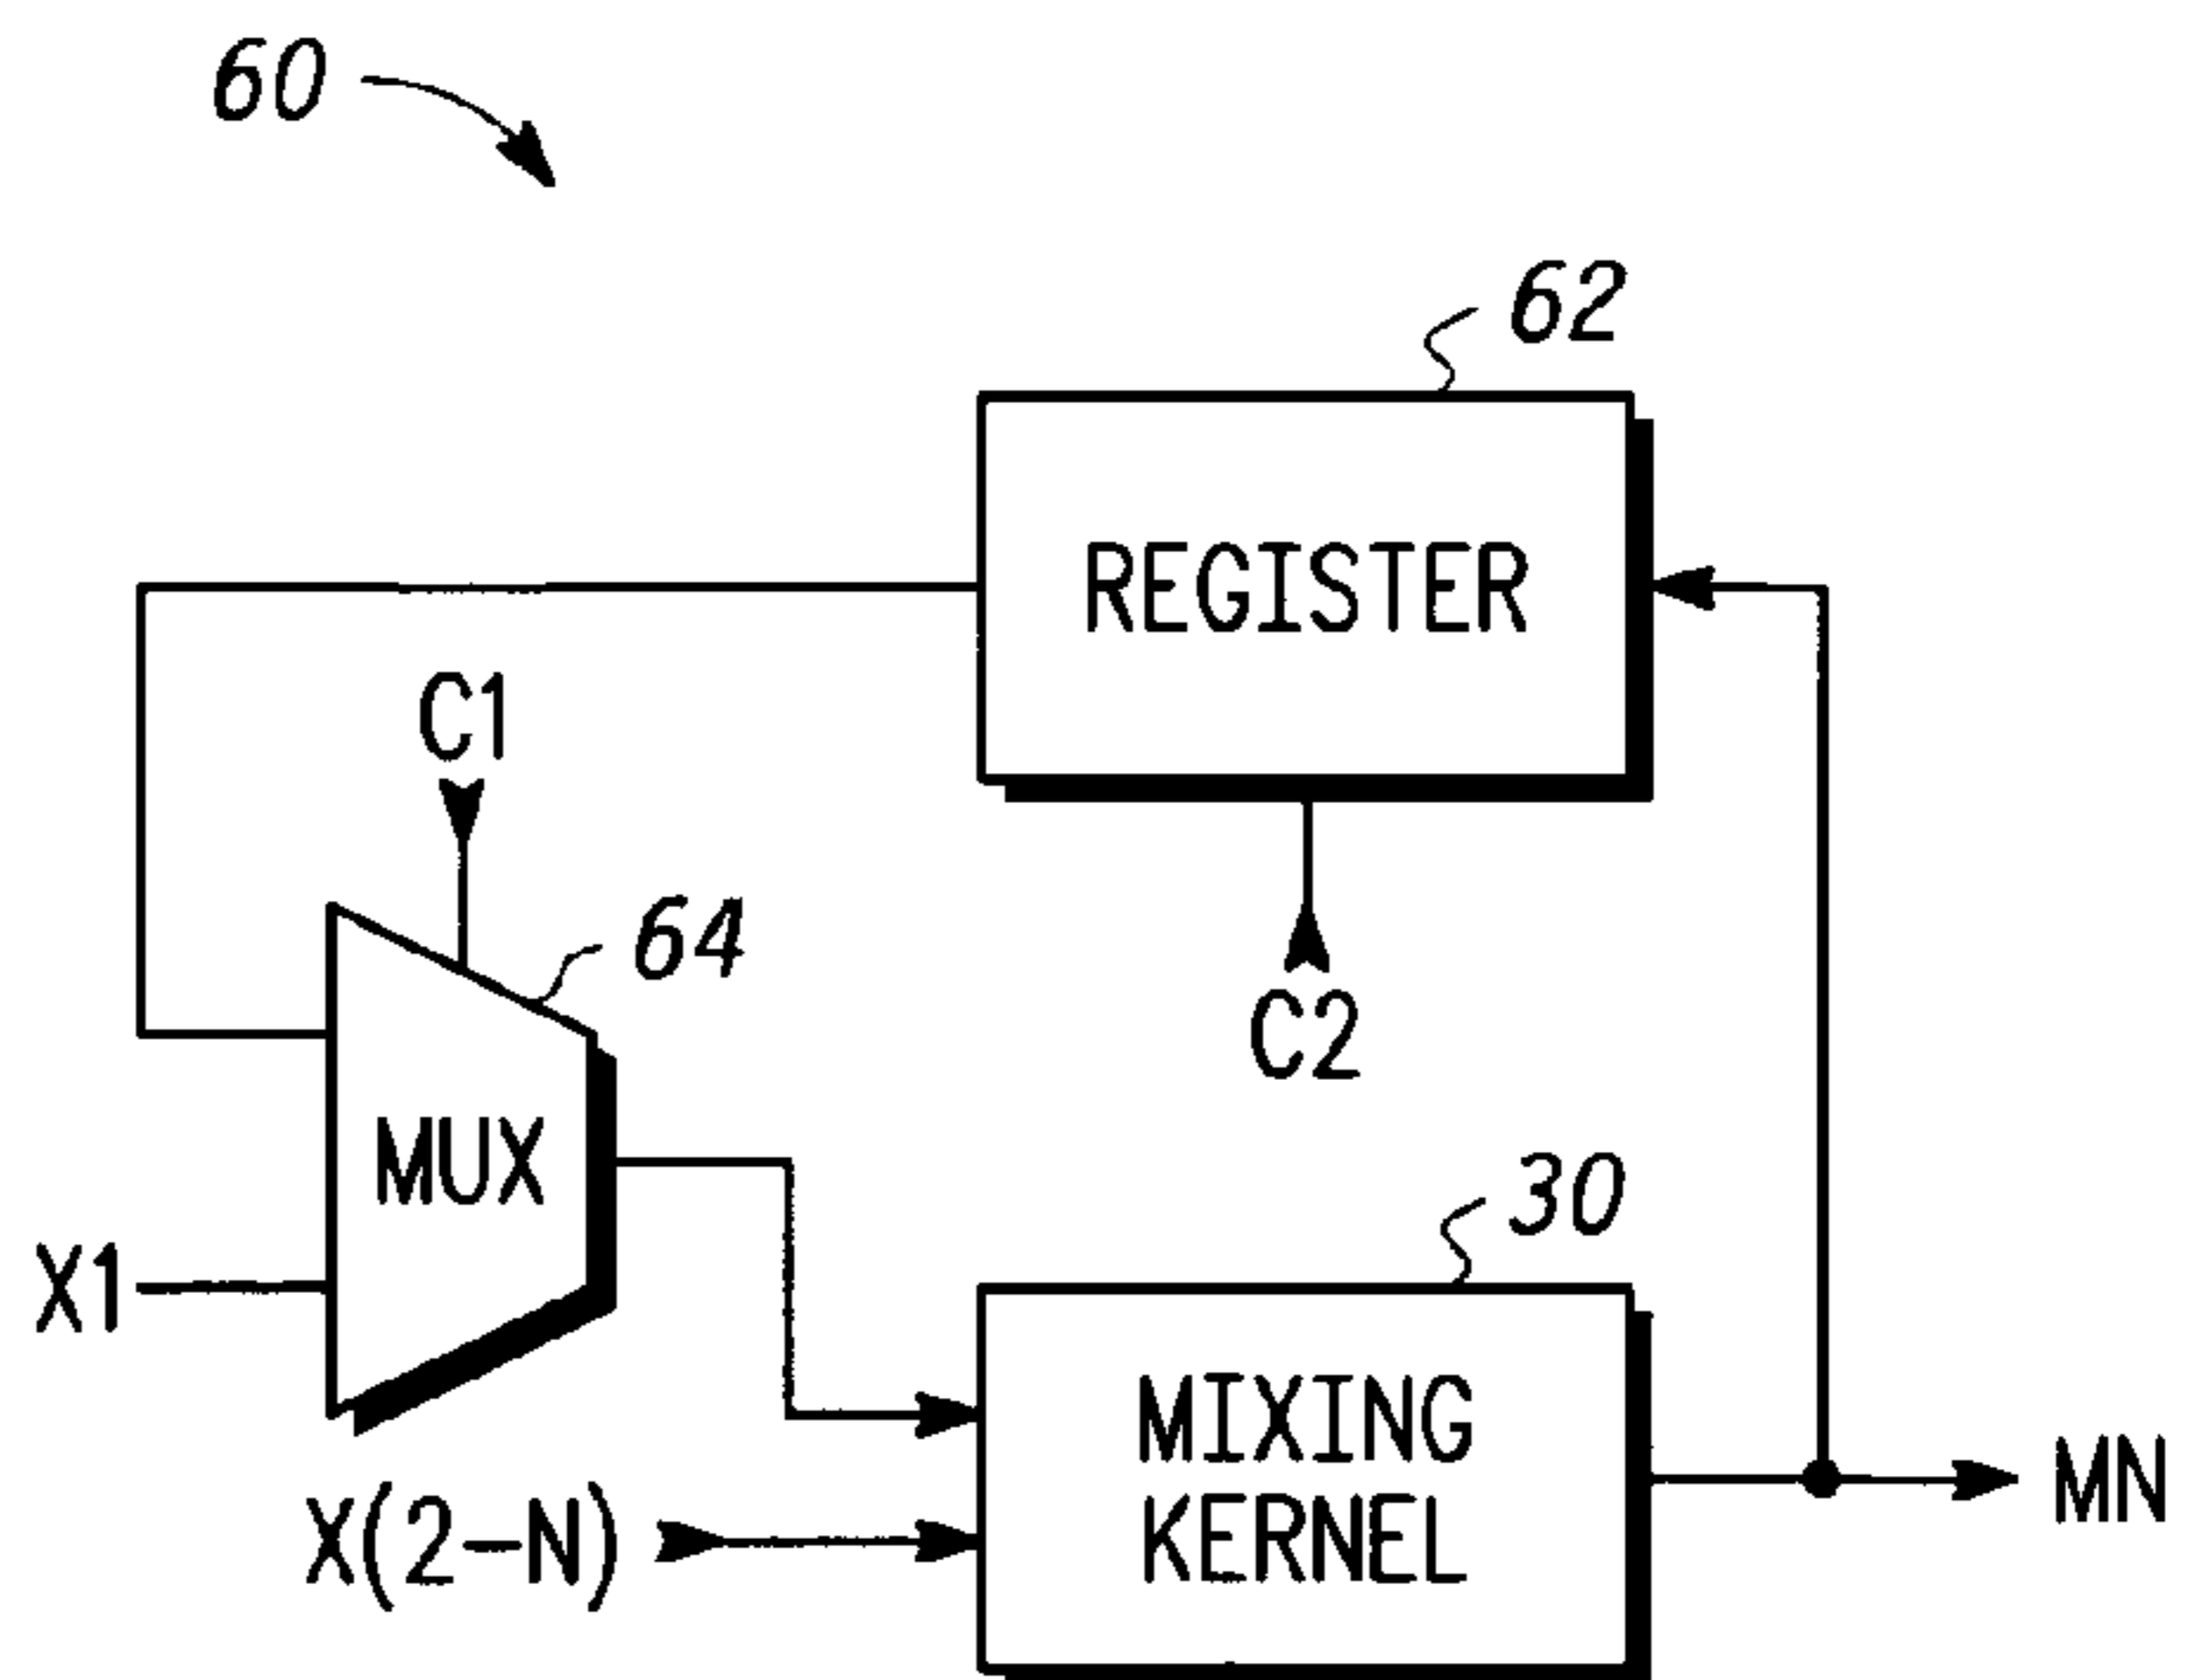 60
62
REGISTER
C1
64
C2
MUX
30
X1
MIXING
KERNEL
MN
X(2-N)